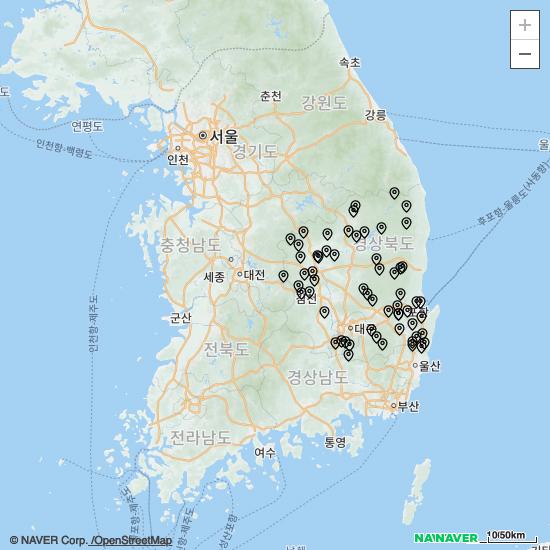 +
−
속초
도
춘천
강원도
강릉
연평도
서울
경기도
울
인천항-백령도
인천
후포항-울릉도(사동항)
충청남도
경상북도
세종
대전
인천항-제주도
군산
대구
전북도
경상남도
울산
부산
전라남도
통영
여수
© NAVER Corp. /OpenStreetMap
NAVER
10/50km